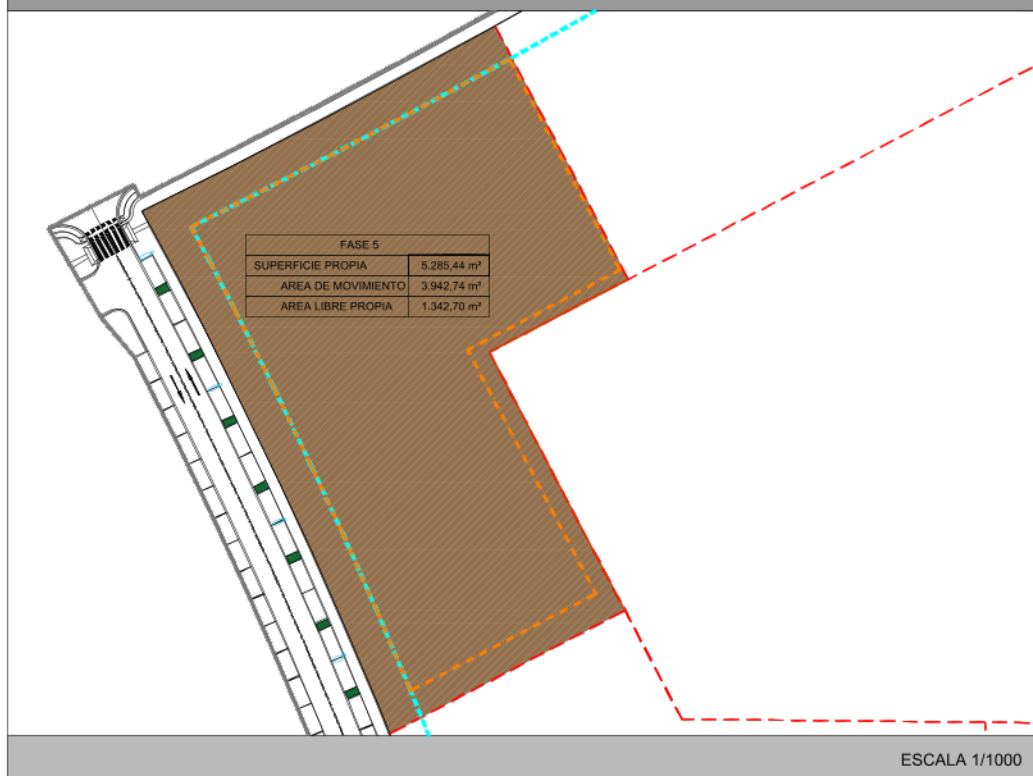 FASE 5
SUPERFICIE PROPIA 5.285,44 m²
AREA DE MOVIMIENTO 3.942,74 m²
AREA LIBRE PROPIA 1.342,70 m²
ESCALA 1/1000